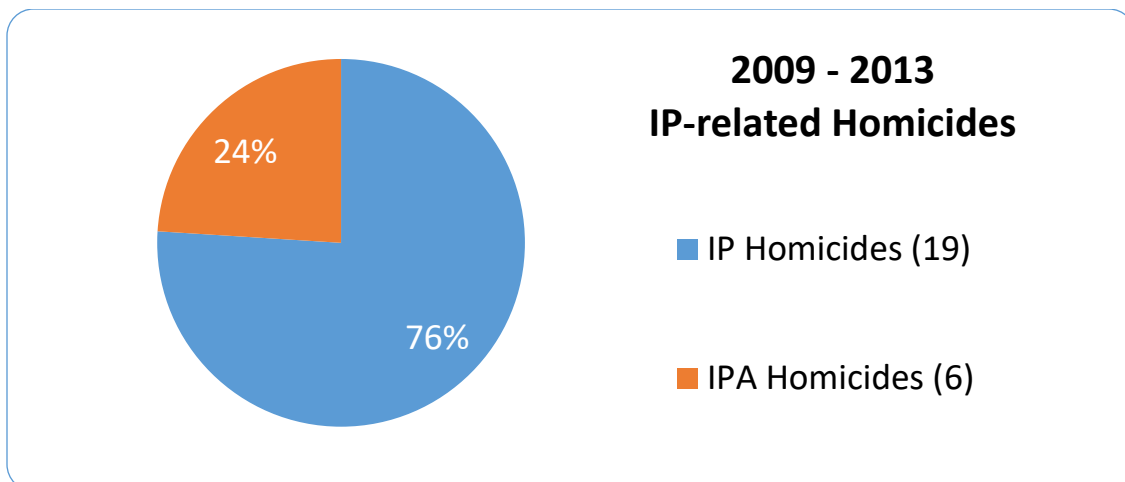 2009 - 2013
IP-related Homicides
24%
IP Homicides (19)
76%
IPA Homicides (6)